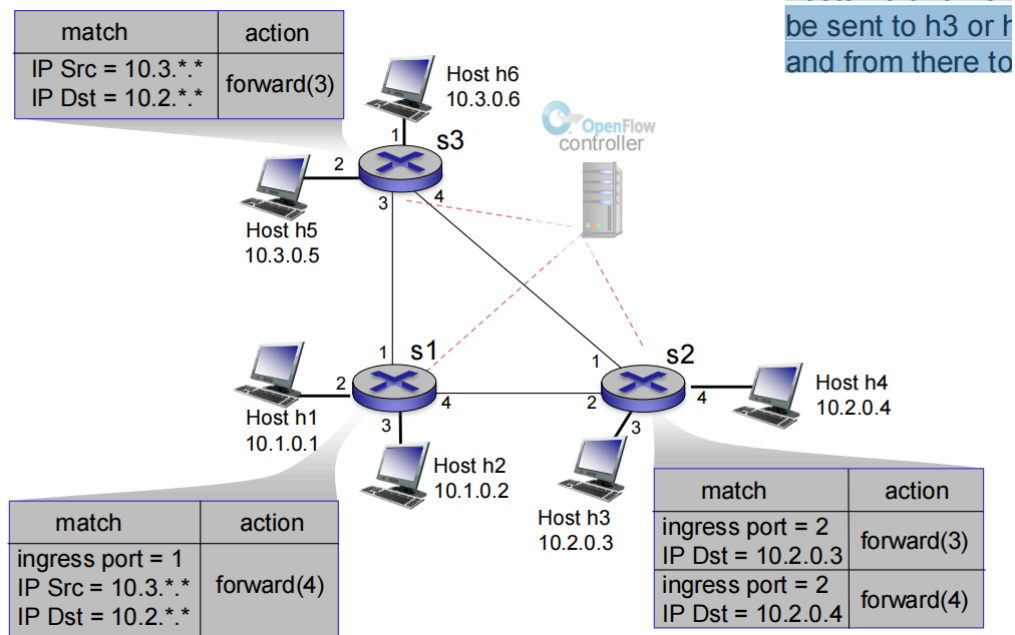 be sent to h3 or h
and from there to
match action
IP Src = 10.3.*.*
IP Dst = 10.2.*.*
forward(3)
Host h6
10.3.0.6
OpenFlow
controller
1
s3
2
3
4
Host h5
10.3.0.5
1
s1
2
4
3
Host h1
10.1.0.1
Host h2
10.1.0.2
1
s2
2
4
3
Host h4
10.2.0.4
Host h3
10.2.0.3
match action
ingress port = 1
IP Src = 10.3.*.*
IP Dst = 10.2.*.*
forward(4)
match action
ingress port = 2
IP Dst = 10.2.0.3
forward(3)
ingress port = 2
IP Dst = 10.2.0.4
forward(4)